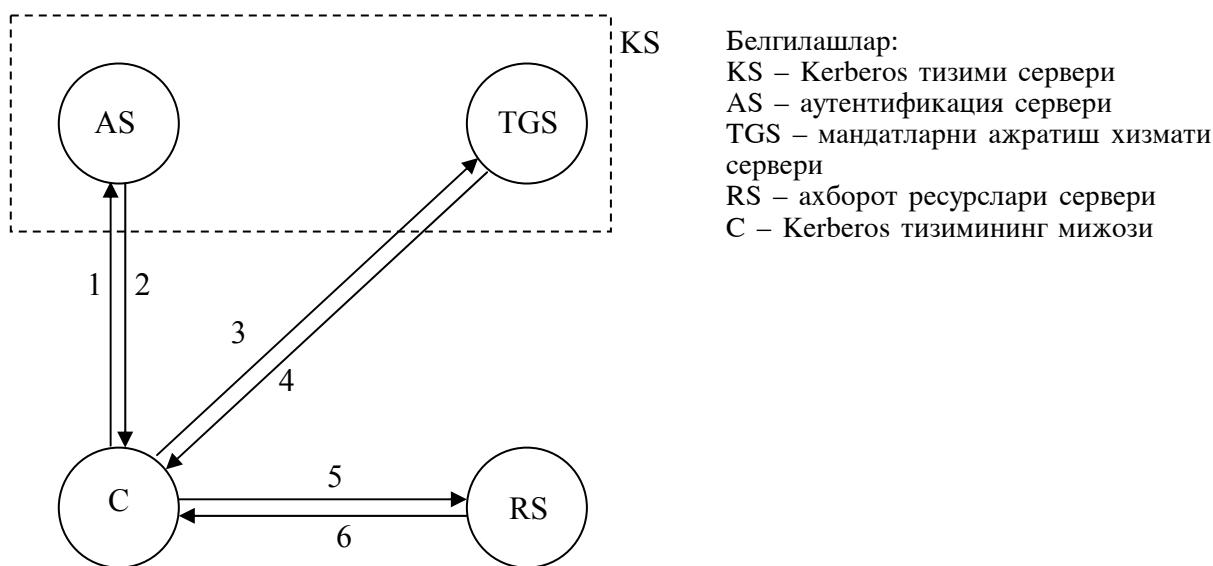 KS
AS
TGS
1
2
3
4
C
5
6
RS
Белгилашлар:
KS – Kerberos тизими сервери
AS – аутентификация сервери
TGS – мандатларни ажратиш хизмати
сервери
RS – ахборот ресурслари сервери
C – Kerberos тизимининг мижози